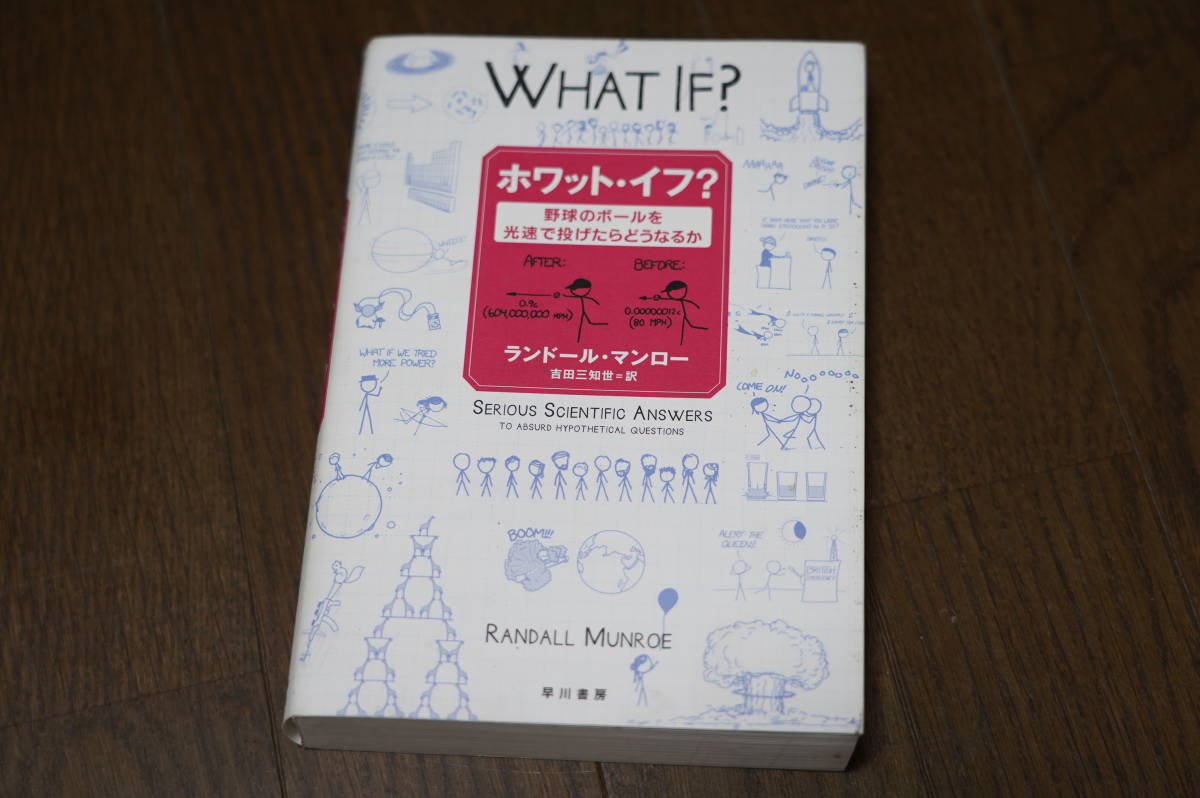 WHAT IF?
ホワット・イフ?
野球のボールを
光速で投げたらどうなるか
AFTER:
BEFORE:
0.9c
(604,000,000 MPH)
0.00000012c
(80 MPH)
ランドール・マンロー
吉田三知世=訳
SERIOUS SCIENTIFIC ANSWERS
TO ABSURD HYPOTHETICAL QUESTIONS
WHAT IF WE TRIED
MORE POWER?
COME ON!
BOOM!!!
ALERT THE
QUEEN!
RANDALL MUNROE
早川書房